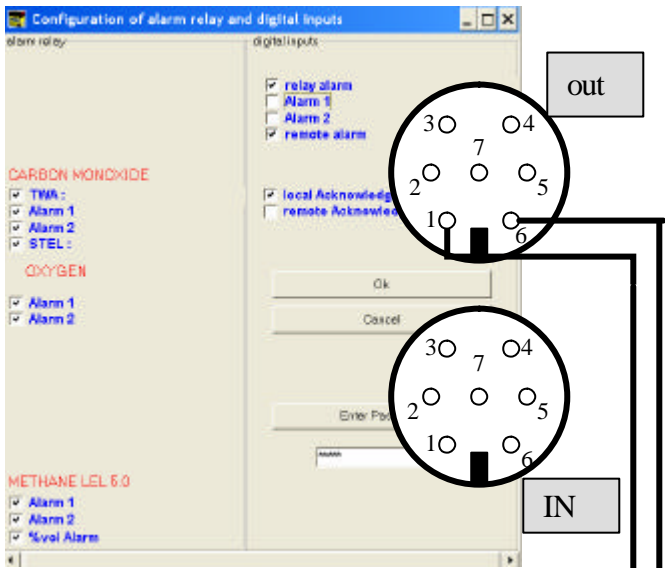 Configuration of alarm relay and digital inputs
alarm relay
digital inputs
relay alarm
Alarm 1
Alarm 2
remote alarm
CARBON MONOXIDE
TWA :
Alarm 1
Alarm 2
STEL :
local Acknowledg
remote Acknowled
OXYGEN
Alarm 1
Alarm 2
Ok
Cancel
Enter Pas
******
METHANE LEL 5.0
Alarm 1
Alarm 2
%vol Alarm
out
3 4
7
2 5
1 6
3 4
7
2 5
1 6
IN